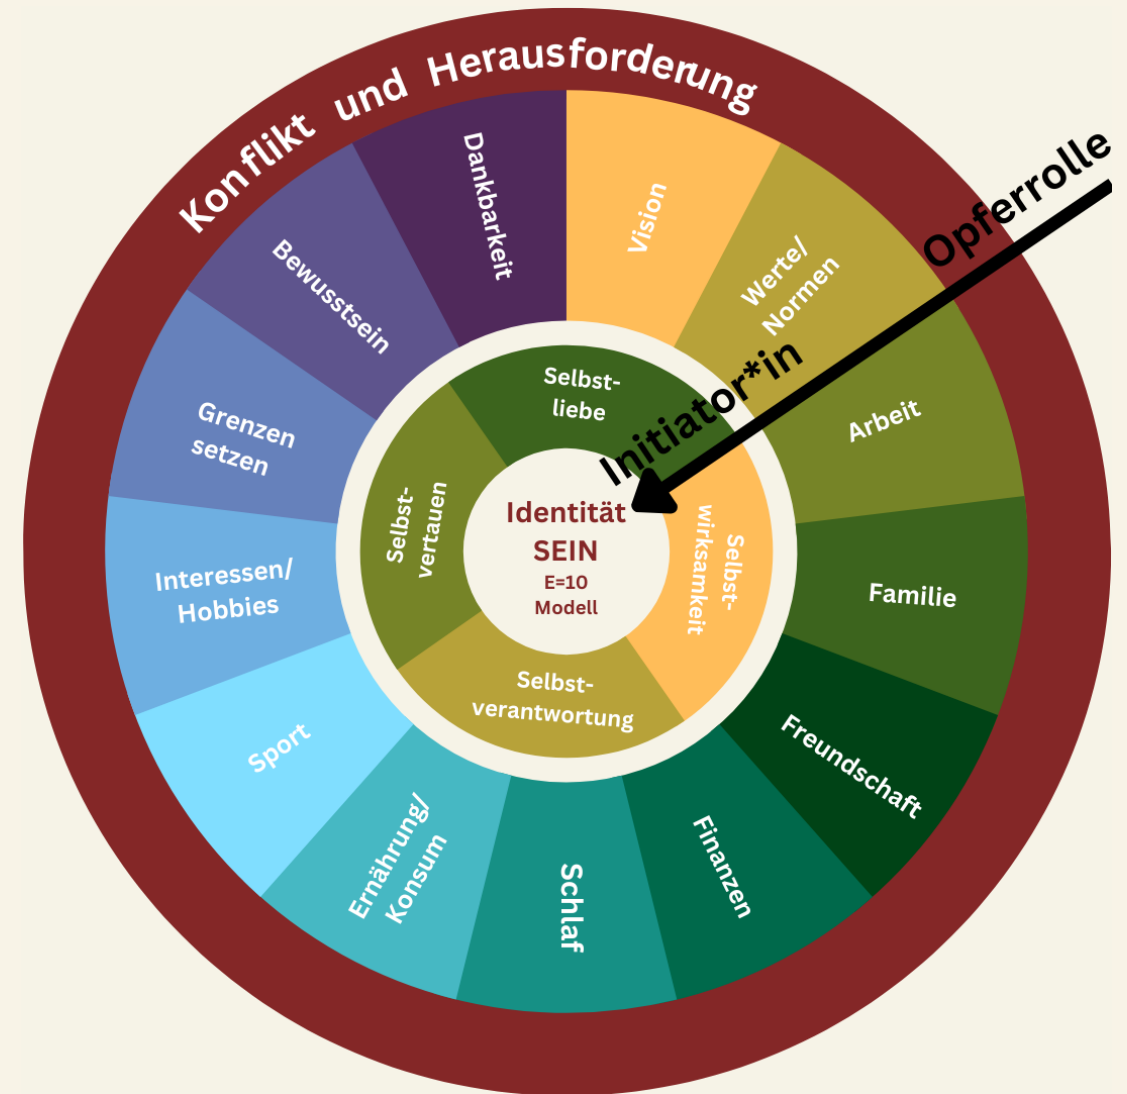 Konflikt und Herausforderung
Opferrolle
Initiator*in
Vision
Werte/
Normen
Arbeit
Familie
Freundschaft
Finanzen
Schlaf
Ernährung/
Konsum
Sport
Interessen/
Hobbies
Grenzen
setzen
Bewusstsein
Dankbarkeit
Selbst-
liebe
Selbst-
wirksamkeit
Selbst-
verantwortung
Selbst-
vertauen
Identität
SEIN
E=10
Modell